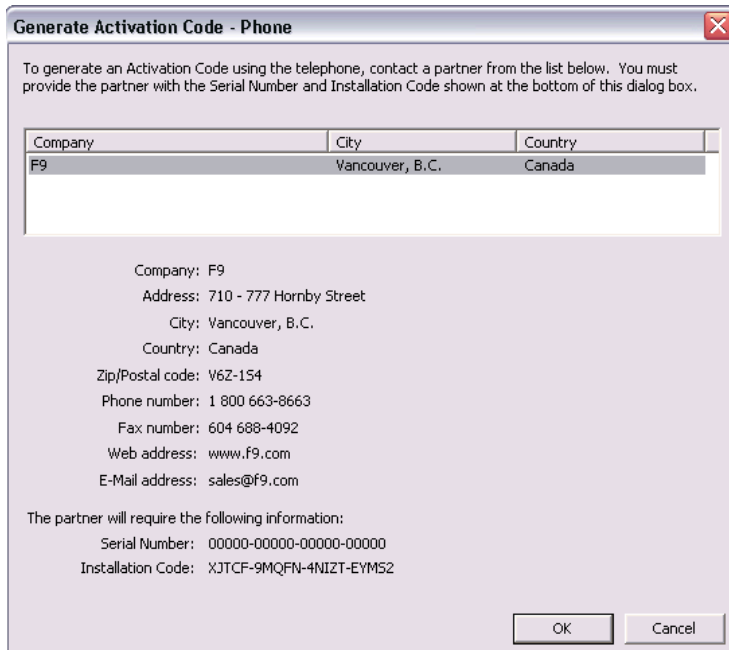 Generate Activation Code - Phone
To generate an Activation Code using the telephone, contact a partner from the list below. You must
provide the partner with the Serial Number and Installation Code shown at the bottom of this dialog box.
Company City Country
F9 Vancouver, B.C. Canada
Company: F9
Address: 710 - 777 Hornby Street
City: Vancouver, B.C.
Country: Canada
Zip/Postal code: V6Z-1S4
Phone number: 1 800 663-8663
Fax number: 604 688-4092
Web address: www.f9.com
E-Mail address: sales@f9.com
The partner will require the following information:
Serial Number: 00000-00000-00000-00000
Installation Code: XJTCF-9MQFN-4NIZT-EYMS2
OK Cancel